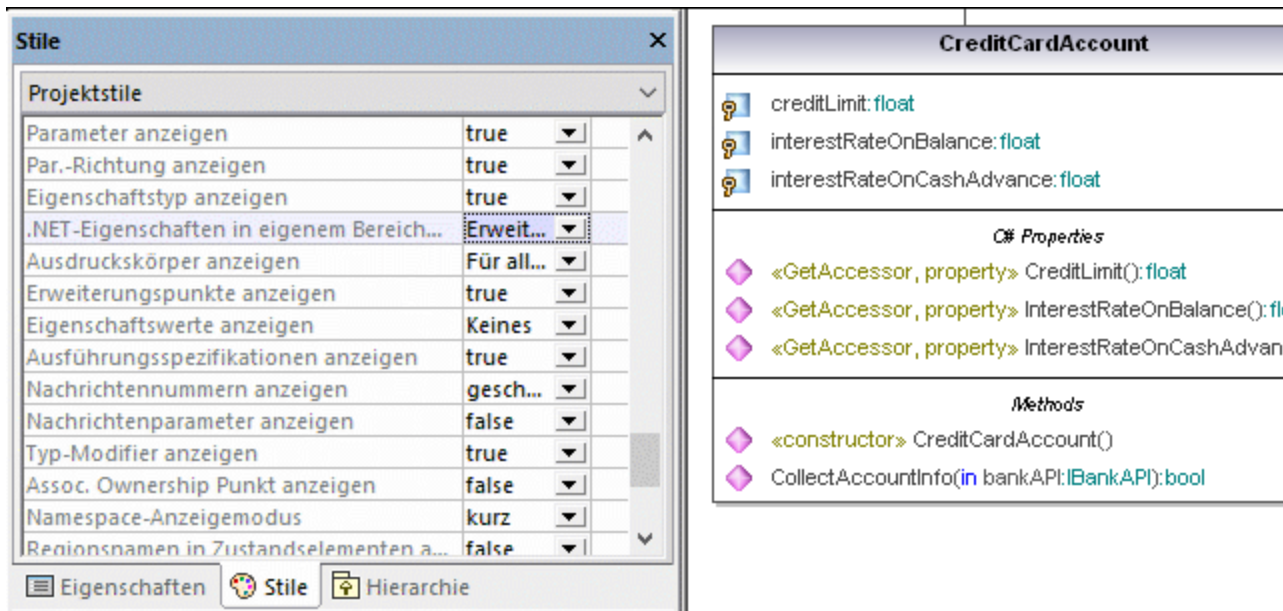 Stile
Projektstile
Parameter anzeigen true
Par.-Richtung anzeigen true
Eigenschaftstyp anzeigen true
.NET-Eigenschaften in eigenem Bereich... Erweit...
Ausdruckskörper anzeigen Für all...
Erweiterungspunkte anzeigen true
Eigenschaftswerte anzeigen Keines
Ausführungsspezifikationen anzeigen true
Nachrichtennummern anzeigen gesch...
Nachrichtenparameter anzeigen false
Typ-Modifier anzeigen true
Assoc. Ownership Punkt anzeigen false
Namespace-Anzeigemodus kurz
Regionsnamen in Zustandselementen a... false
Eigenschaften Stile Hierarchie
CreditCardAccount
creditLimit:float
interestRateOnBalance:float
interestRateOnCashAdvance:float
C# Properties
«GetAccessor, property» CreditLimit():float
«GetAccessor, property» InterestRateOnBalance():fl
«GetAccessor, property» InterestRateOnCashAdvan
Methods
«constructor» CreditCardAccount()
CollectAccountInfo(in bankAPI:IBankAPI):bool